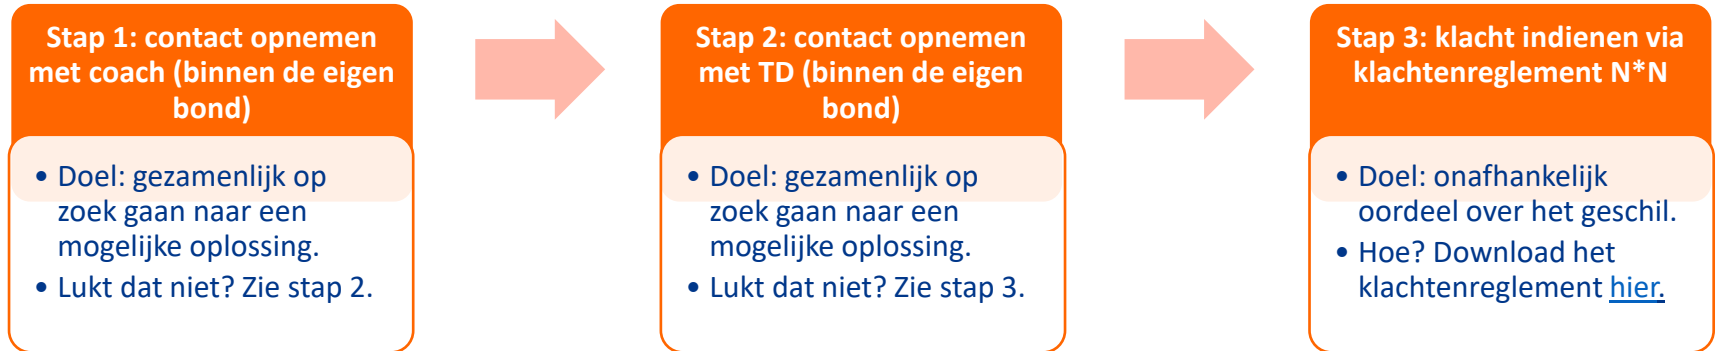 Stap 1: contact opnemen
met coach (binnen de eigen
bond)
• Doel: gezamenlijk op
zoek gaan naar een
mogelijke oplossing.
• Lukt dat niet? Zie stap 2.
Stap 2: contact opnemen
met TD (binnen de eigen
bond)
• Doel: gezamenlijk op
zoek gaan naar een
mogelijke oplossing.
• Lukt dat niet? Zie stap 3.
Stap 3: klacht indienen via
klachtenreglement N*N
• Doel: onafhankelijk
oordeel over het geschil.
• Hoe? Download het
klachtenreglement hier.